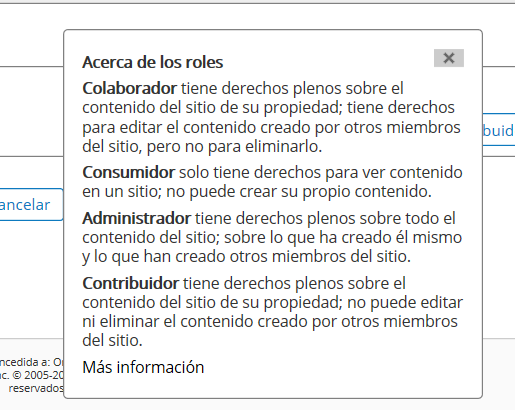 Acerca de los roles
Colaborador tiene derechos plenos sobre el
contenido del sitio de su propiedad; tiene derechos
para editar el contenido creado por otros miembros
del sitio, pero no para eliminarlo.
Consumidor solo tiene derechos para ver contenido
en un sitio; no puede crear su propio contenido.
Administrador tiene derechos plenos sobre todo el
contenido del sitio; sobre lo que ha creado él mismo
y lo que han creado otros miembros del sitio.
Contribuidor tiene derechos plenos sobre el
contenido del sitio de su propiedad; no puede editar
ni eliminar el contenido creado por otros miembros
del sitio.
Más información
buid
ancelar
ncedida a: O
nc. © 2005-20
reservados